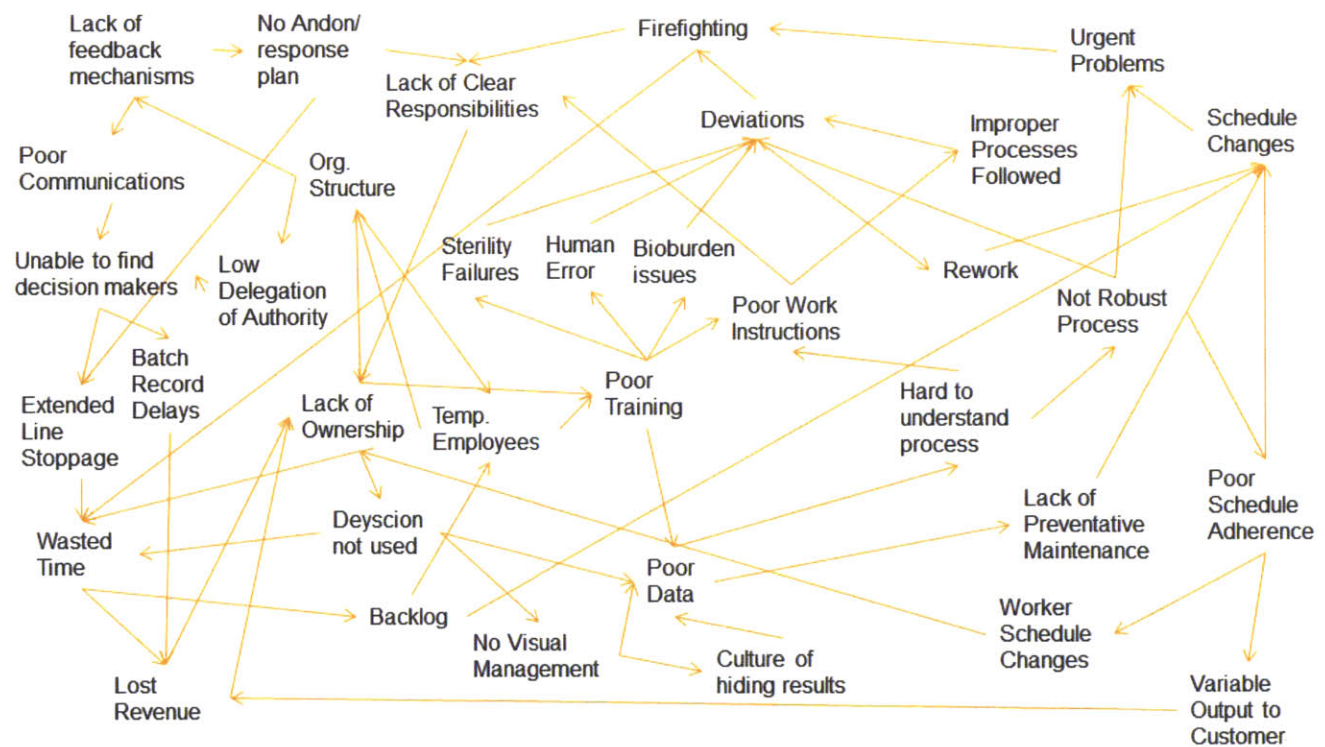 Lack of
feedback
mechanisms
No Andon/
response
plan
Firefighting
Urgent
Problems
Lack of Clear
Responsibilities
Deviations
Improper
Processes
Followed
Schedule
Changes
Poor
Communications
Org.
Structure
Unable to find
decision makers
Low
Delegation
of Authority
Sterility
Failures
Human
Error
Bioburden
issues
Rework
Poor Work
Instructions
Not Robust
Process
Batch
Record
Delays
Extended
Line
Stoppage
Lack of
Ownership
Temp.
Employees
Poor
Training
Hard to
understand
process
Lack of
Preventative
Maintenance
Poor
Schedule
Adherence
Wasted
Time
Deyscion
not used
Poor
Data
Backlog
No Visual
Management
Culture of
hiding results
Worker
Schedule
Changes
Lost
Revenue
Variable
Output to
Customer